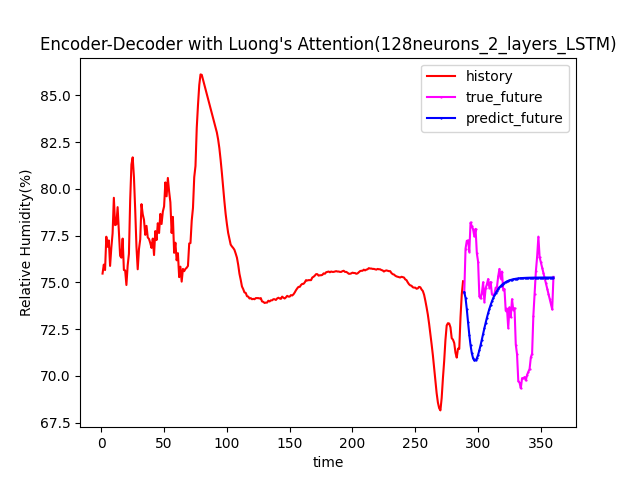 Encoder-Decoder with Luong's Attention(128neurons_2_layers_LSTM)
history
true_future
predict_future
Relative Humidity(%)
85.0
82.5
80.0
77.5
75.0
72.5
70.0
67.5
0 50 100 150 200 250 300 350
time